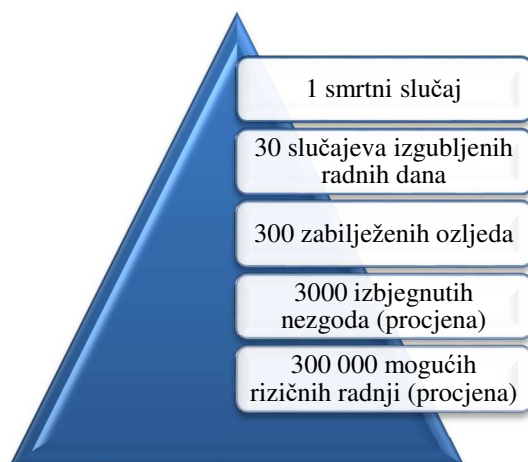 1 smrtni slučaj
30 slučajeva izgubljenih
radnih dana
300 zabilježenih ozljeda
3000 izbjegnutih
nezgoda (procjena)
300 000 mogućih
rizičnih radnji (procjena)